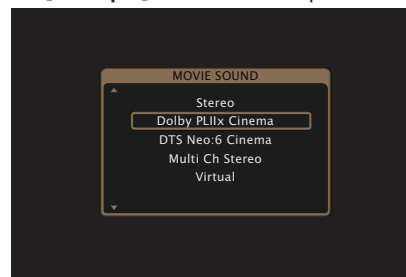 MOVIE SOUND
Stereo
Dolby PLIIx Cinema
DTS Neo:6 Cinema
Multi Ch Stereo
Virtual